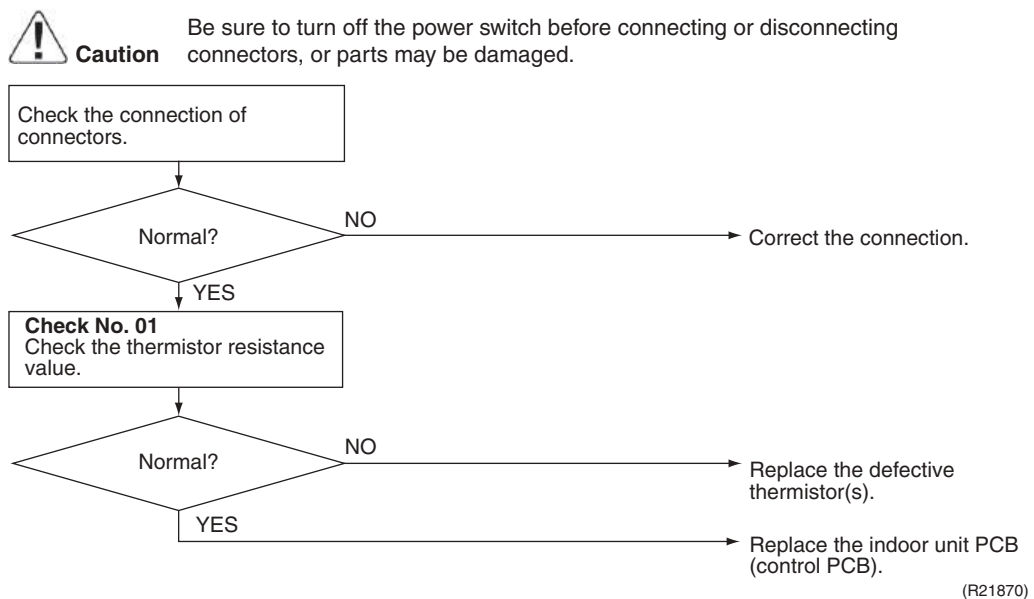 Be sure to turn off the power switch before connecting or disconnecting
Caution connectors, or parts may be damaged.
Check the connection of
connectors.
Normal?
NO
Correct the connection.
YES
Check No. 01
Check the thermistor resistance
value.
Normal?
NO
Replace the defective
thermistor(s).
YES
Replace the indoor unit PCB
(control PCB).
(R21870)